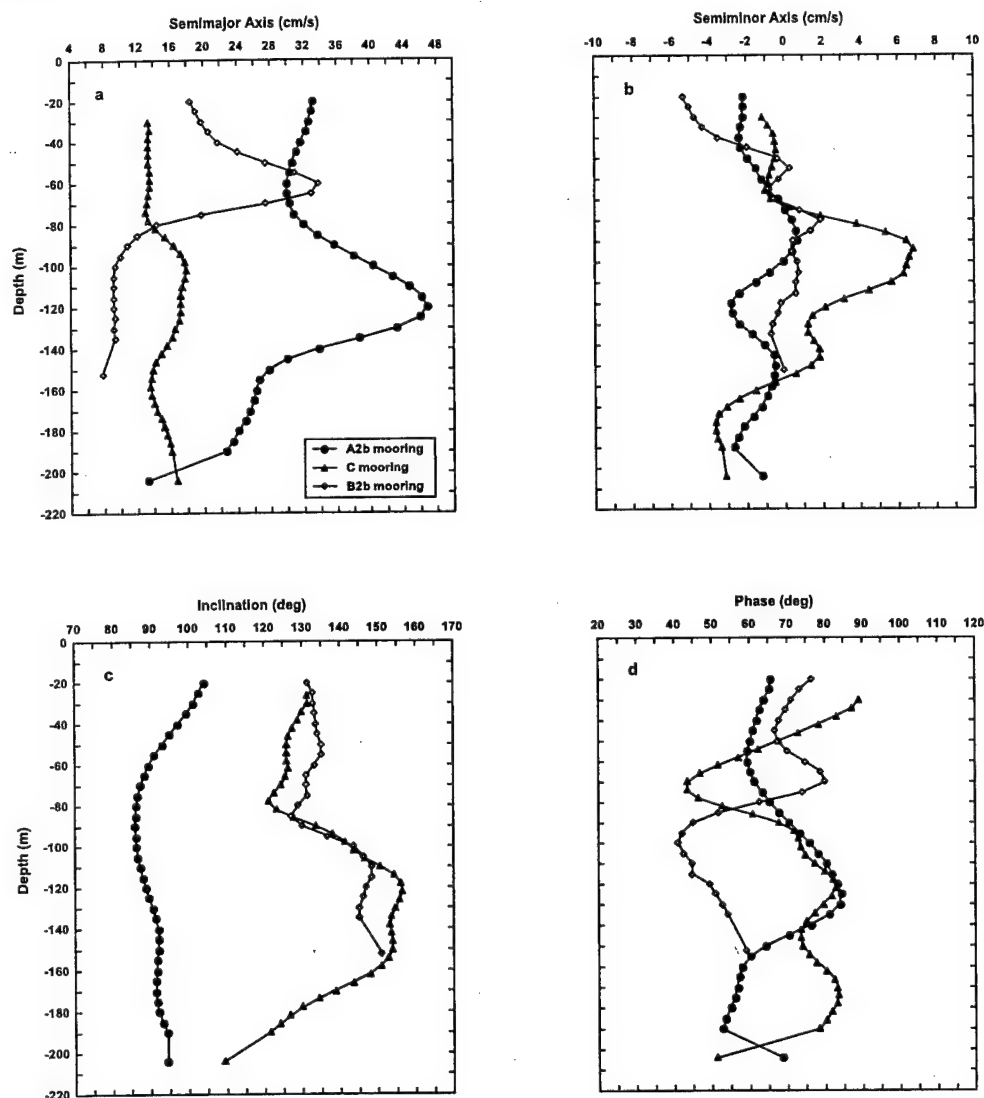 Semimajor Axis (cm/s)
4 8 12 16 20 24 28 32 36 40 44 48
0
-20
-40
-60
-80
-100
-120
-140
-160
-180
-200
-220
Depth (m)
a
A2b mooring
C mooring
B2b mooring
Semiminor Axis (cm/s)
-10 -8 -6 -4 -2 0 2 4 6 8 10
b
Inclination (deg)
70 80 90 100 110 120 130 140 150 160 170
0
-20
-40
-60
-80
-100
-120
-140
-160
-180
-200
-220
Depth (m)
c
Phase (deg)
20 30 40 50 60 70 80 90 100 110 120
d